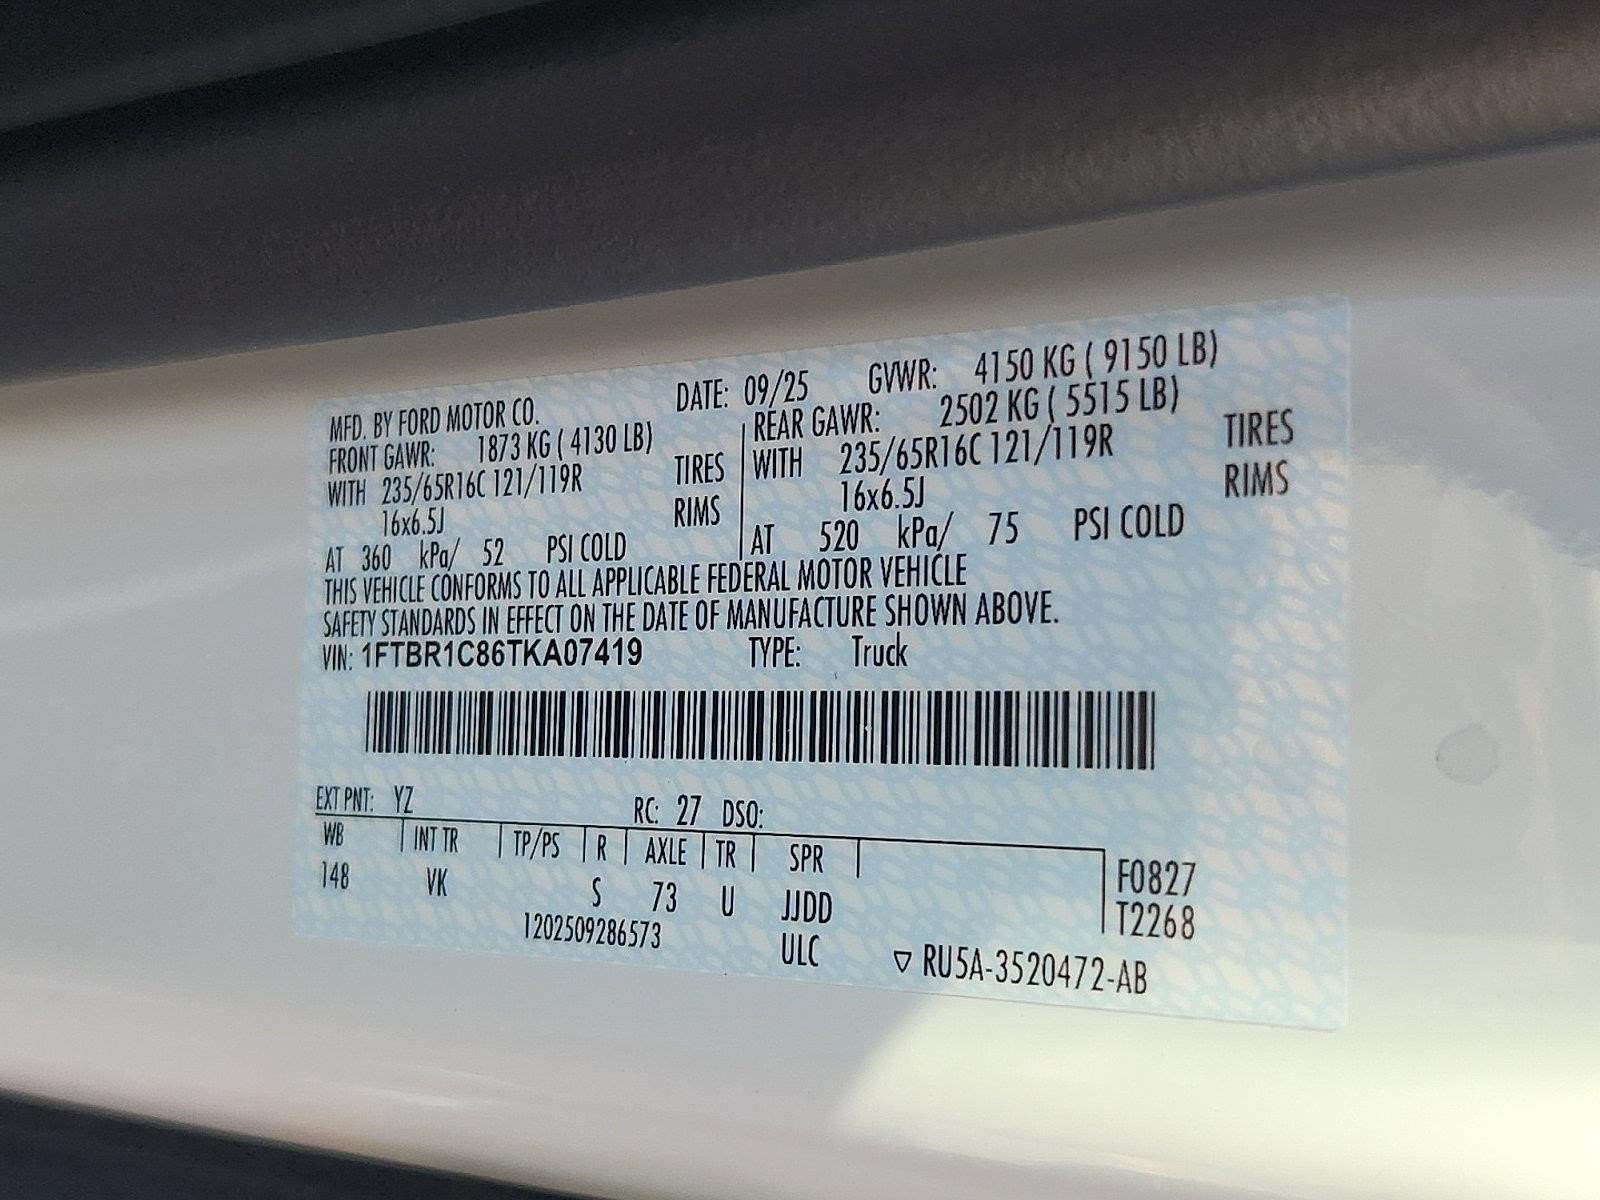 MFD. BY FORD MOTOR CO. DATE: 09/25 GVWR: 4150 KG ( 9150 LB)
FRONT GAWR: 1873 KG ( 4130 LB) REAR GAWR: 2502 KG ( 5515 LB)
WITH 235/65R16C 121/119R TIRES WITH 235/65R16C 121/119R TIRES
16x6.5J RIMS 16x6.5J RIMS
AT 360 kPa/ 52 PSI COLD AT 520 kPa/ 75 PSI COLD
THIS VEHICLE CONFORMS TO ALL APPLICABLE FEDERAL MOTOR VEHICLE
SAFETY STANDARDS IN EFFECT ON THE DATE OF MANUFACTURE SHOWN ABOVE.
VIN: 1FTBR1C86TKA07419 TYPE: Truck
EXT PNT: YZ RC: 27 DSO:
WB INT TR TP/PS R AXLE TR SPR
148 VK S 73 U JJDD F0827
1202509286573 ULC T2268
▽ RU5A-3520472-AB